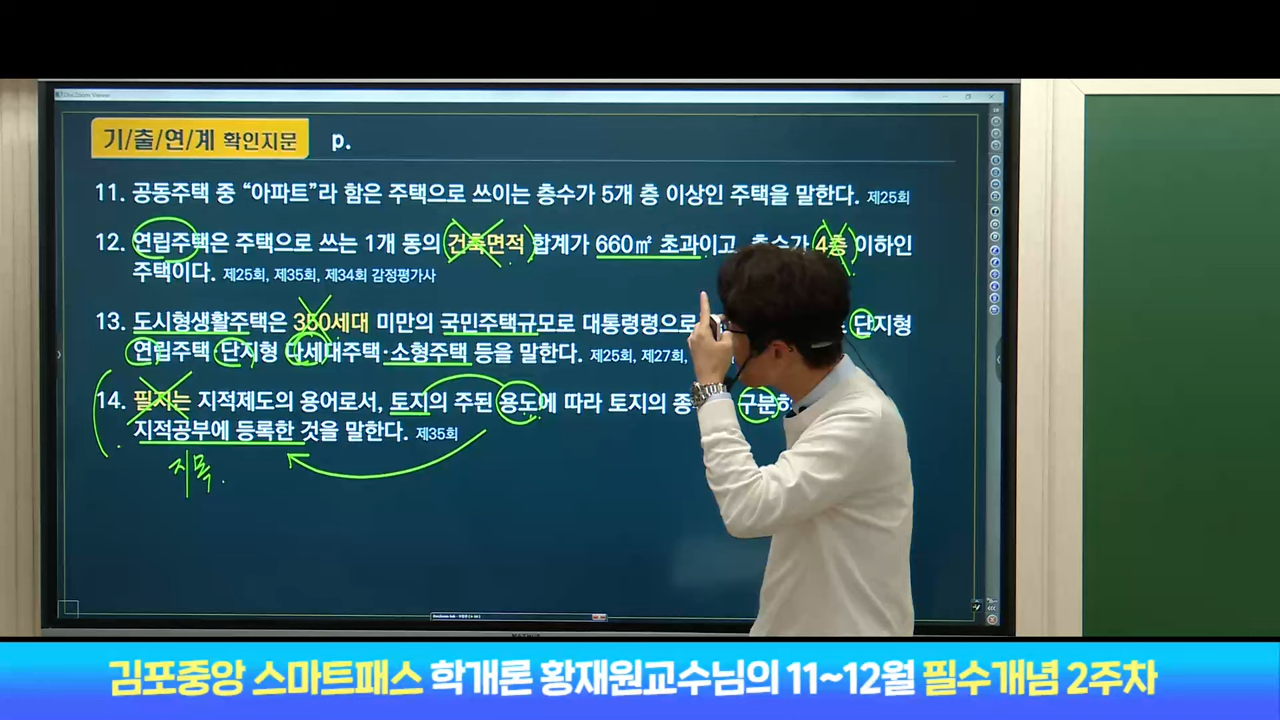 기/출/연/계 확인지문 p.
11. 공동주택 중 “아파트”라 함은 주택으로 쓰이는 층수가 5개 층 이상인 주택을 말한다. 제25회
12. 연립주택은 주택으로 쓰는 1개 동의 건축면적 합계가 660㎡ 초과이고, 층수가 4층 이하인
주택이다. 제25회, 제35회, 제34회 감정평가사
13. 도시형생활주택은 350세대 미만의 국민주택규모로 대통령령으로 단지형
연립주택·단지형 다세대주택·소형주택 등을 말한다. 제25회, 제27회,
14. 필지는 지적제도의 용어로서, 토지의 주된 용도에 따라 토지의 종 구분하
지적공부에 등록한 것을 말한다. 제35회
지목.
김포중앙 스마트패스 학개론 황재원교수님의 11~12월 필수개념 2주차